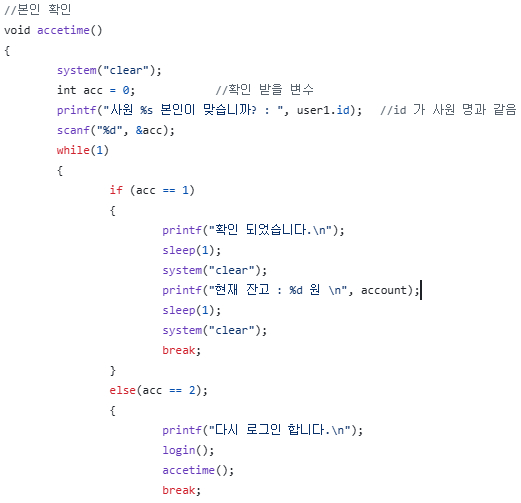 //본인 확인
void accetime()
{
system("clear");
int acc = 0; //확인 받을 변수
printf("사원 %s 본인이 맞습니까? : ", user1.id); //id 가 사원 명과 같음
scanf("%d", &acc);
while(1)
{
if (acc == 1)
{
printf("확인 되었습니다.\n");
sleep(1);
system("clear");
printf("현재 잔고 : %d 원 \n", account);
sleep(1);
system("clear");
break;
}
else(acc == 2);
{
printf("다시 로그인 합니다.\n");
login();
accetime();
break;